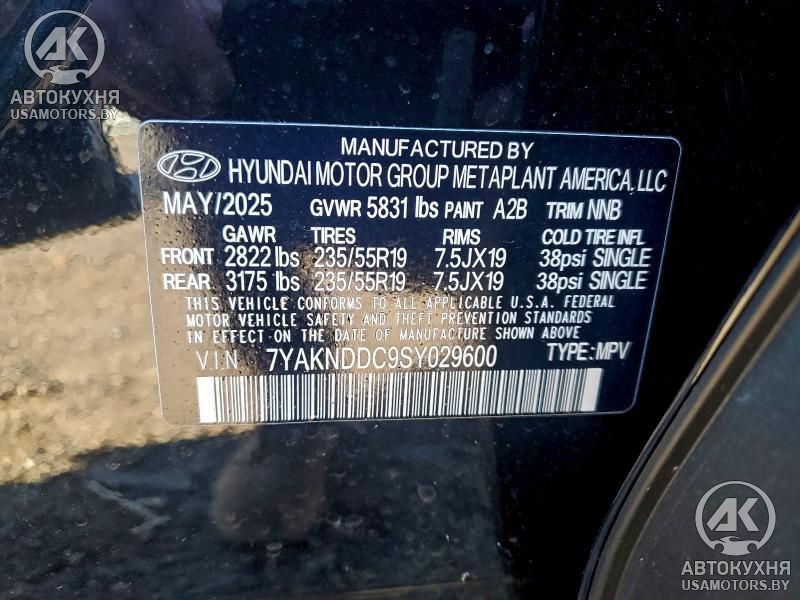 АК
АВТОКУХНЯ
USAMOTORS.BY
MANUFACTURED BY
HYUNDAI MOTOR GROUP METAPLANT AMERICA, LLC
MAY/2025 GVWR 5831 lbs PAINT A2B TRIM NNB
GAWR TIRES RIMS COLD TIRE INFL
FRONT 2822 lbs 235/55R19 7.5JX19 38psi SINGLE
REAR 3175 lbs 235/55R19 7.5JX19 38psi SINGLE
THIS VEHICLE CONFORMS TO ALL APPLICABLE U.S.A. FEDERAL
MOTOR VEHICLE SAFETY AND THEFT PREVENTION STANDARDS
IN EFFECT ON THE DATE OF MANUFACTURE SHOWN ABOVE
V.I.N 7YAKNDDC9SY029600 TYPE: MPV
АК
АВТОКУХНЯ
USAMOTORS.BY